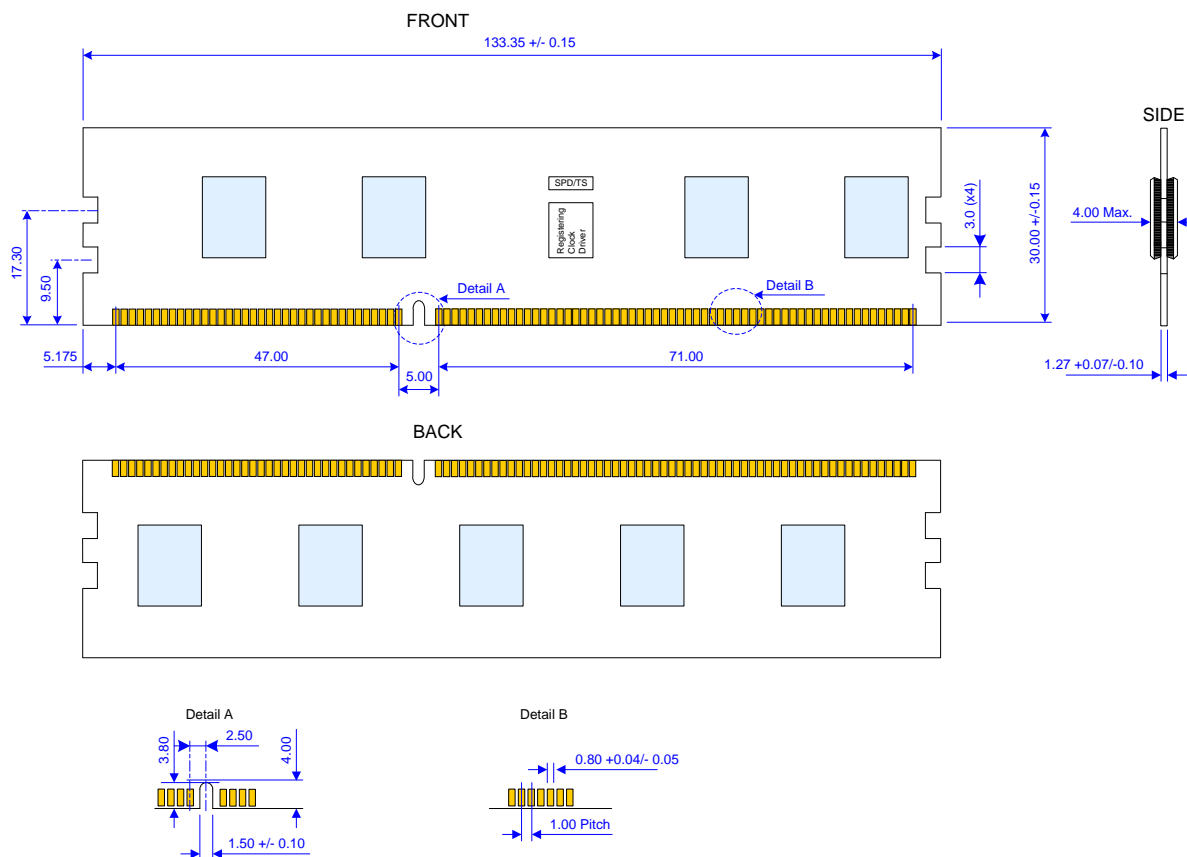 FRONT
133.35 +/- 0.15
SIDE
SPD/TS
Registering
Clock
Driver
17.30
9.50
3.0 (x4)
30.00 +/-0.15
4.00 Max.
Detail A
Detail B
5.175
47.00
5.00
71.00
1.27 +0.07/-0.10
BACK
Detail A
Detail B
3.80
2.50
4.00
1.50 +/- 0.10
0.80 +0.04/- 0.05
1.00 Pitch